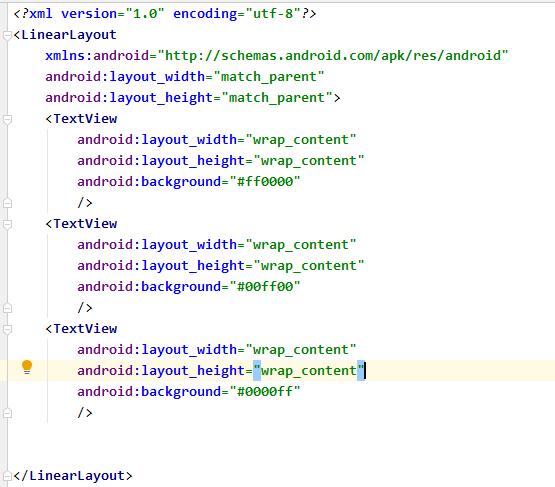 <?xml version="1.0" encoding="utf-8"?>
<LinearLayout
    xmlns:android="http://schemas.android.com/apk/res/android"
    android:layout_width="match_parent"
    android:layout_height="match_parent">
    <TextView
        android:layout_width="wrap_content"
        android:layout_height="wrap_content"
        android:background="#ff0000"
        />
    <TextView
        android:layout_width="wrap_content"
        android:layout_height="wrap_content"
        android:background="#00ff00"
        />
    <TextView
        android:layout_width="wrap_content"
        android:layout_height="wrap_content"
        android:background="#0000ff"
        />
</LinearLayout>